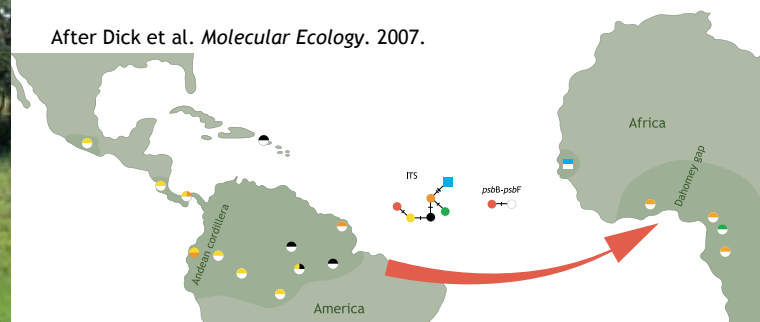 After Dick et al. Molecular Ecology. 2007.
Africa
Dahomey gap
ITS
psbB-psbF
Andean cordillera
America